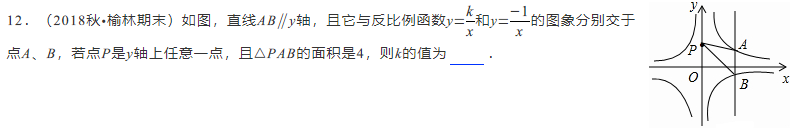 12．（2018秋•榆林期末）如图，直线AB∥y轴，且它与反比例函数y=k/x和y=-1/x的图象分别交于
点A、B，若点P是y轴上任意一点，且△PAB的面积是4，则k的值为____．
y
P
A
O
B
x